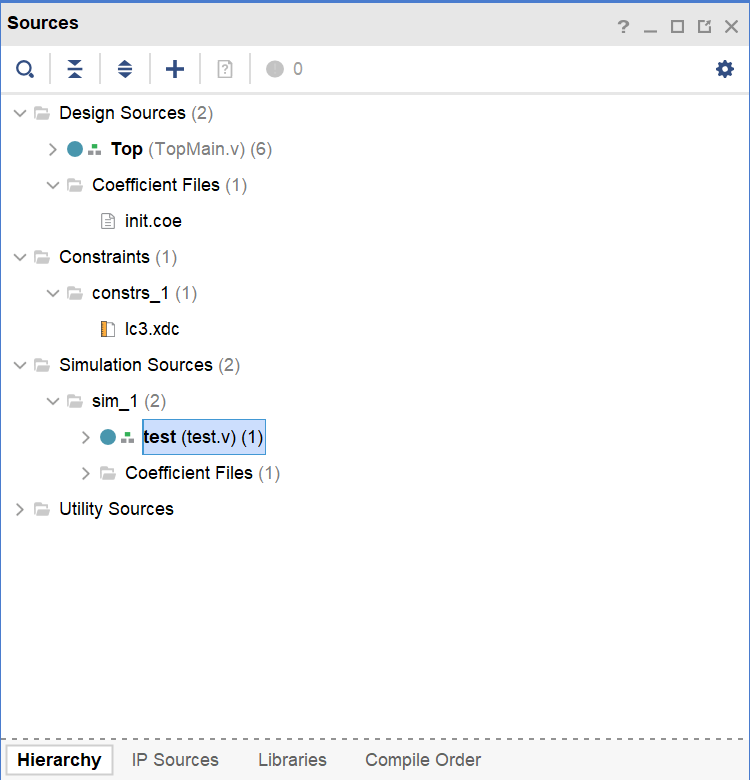 Sources
? 0
Design Sources (2)
Top (TopMain.v) (6)
Coefficient Files (1)
init.coe
Constraints (1)
constrs_1 (1)
lc3.xdc
Simulation Sources (2)
sim_1 (2)
test (test.v) (1)
Coefficient Files (1)
Utility Sources
Hierarchy IP Sources Libraries Compile Order